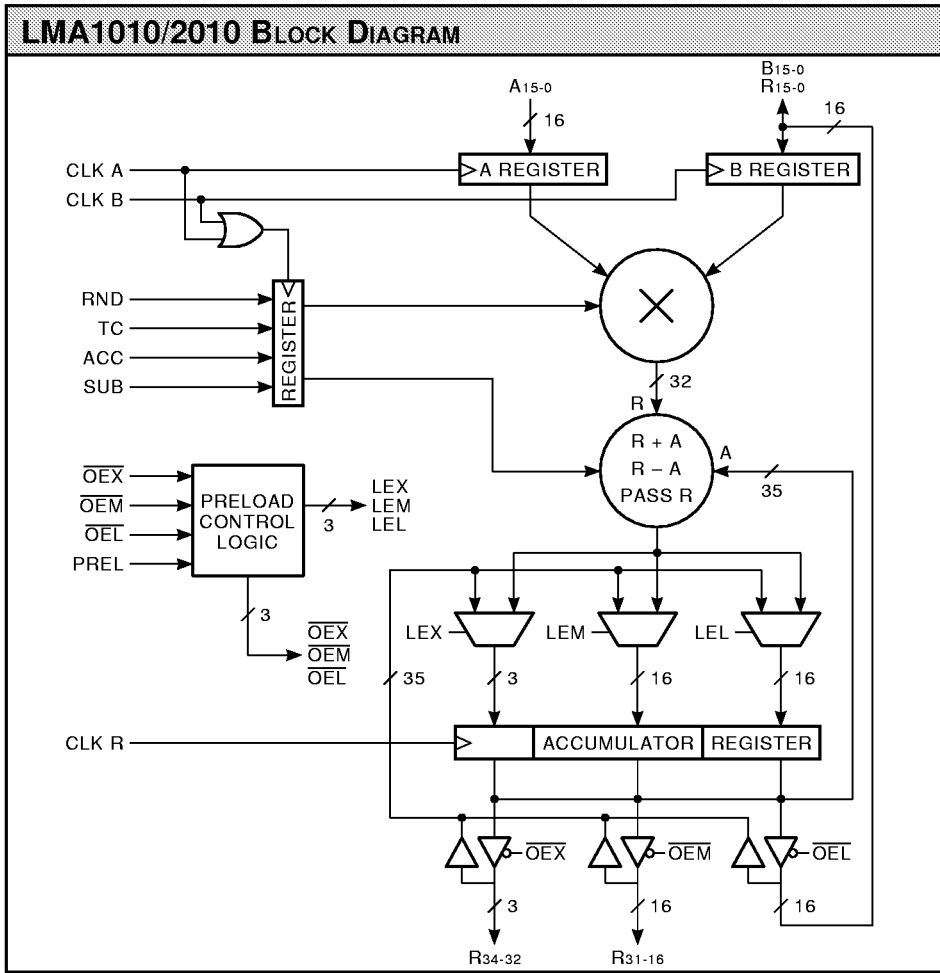 LMA1010/2010 BLOCK DIAGRAM
B15-0
R15-0
A15-0
16
16
CLK A
A REGISTER
B REGISTER
CLK B
RND
TC
ACC
SUB
REGISTER
32
R
R + A
R − A
PASS R
A
35
OEX
OEM
OEL
PREL
PRELOAD
CONTROL
LOGIC
3
LEX
LEM
LEL
3
OEX
OEM
OEL
LEX
LEM
LEL
35
3
16
16
CLK R
ACCUMULATOR
REGISTER
OEX
OEM
OEL
3
16
16
R34-32
R31-16